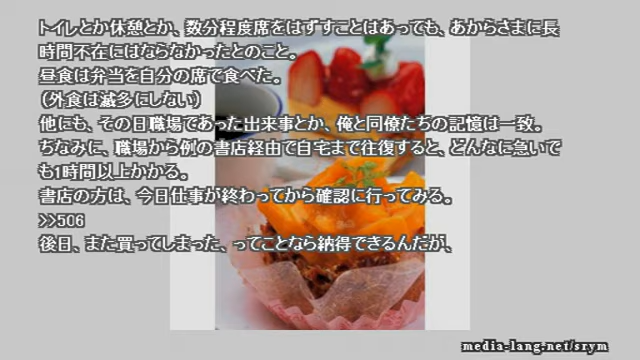 トイレとか休憩とか、数分程度席をはずすことはあっても、あからさまに長
時間不在にはならなかったとのこと。
昼食は弁当を自分の席で食べた。
（外食は滅多にしない）
他にも、その日職場であった出来事とか、俺と同僚たちの記憶は一致。
ちなみに、職場から例の書店経由で自宅まで往復すると、どんなに急いで
も1時間以上かかる。
書店の方は、今日仕事が終わってから確認に行ってみる。
>>506
後日、また買ってしまった、ってことなら納得できるんだが、
media-lang-net/srym